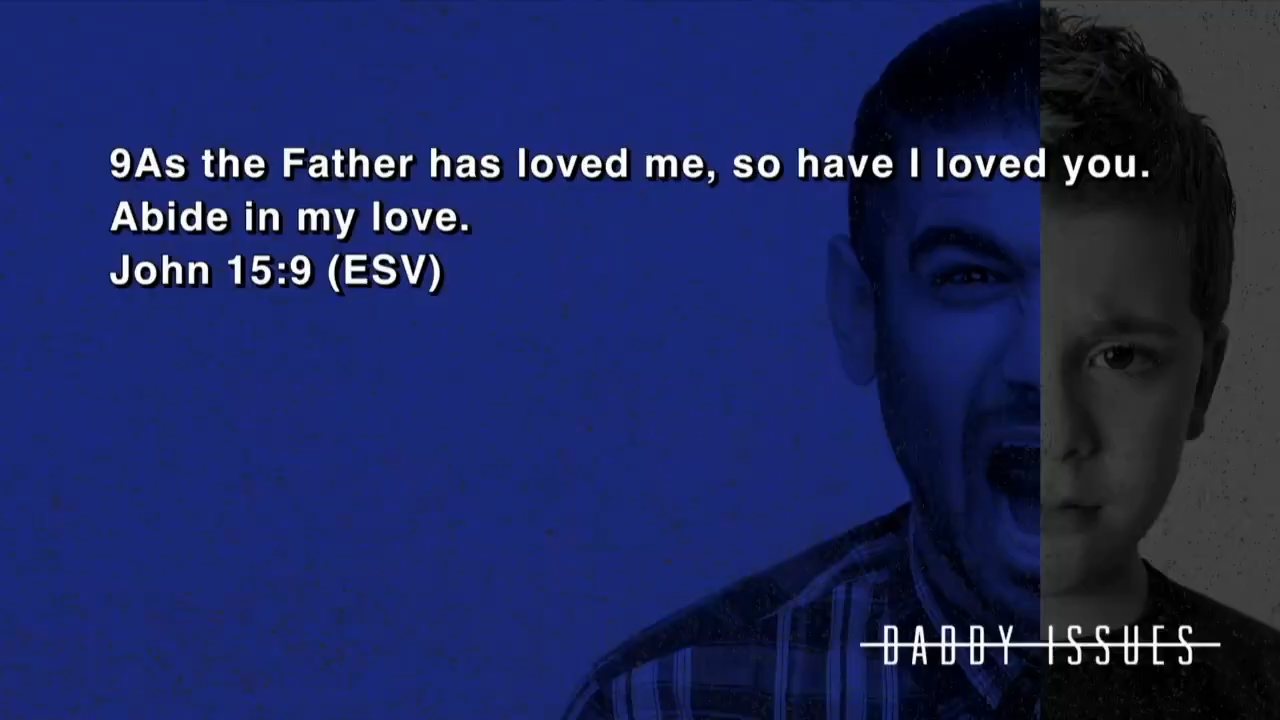 9As the Father has loved me, so have I loved you.
Abide in my love.
John 15:9 (ESV)
DADDY ISSUES